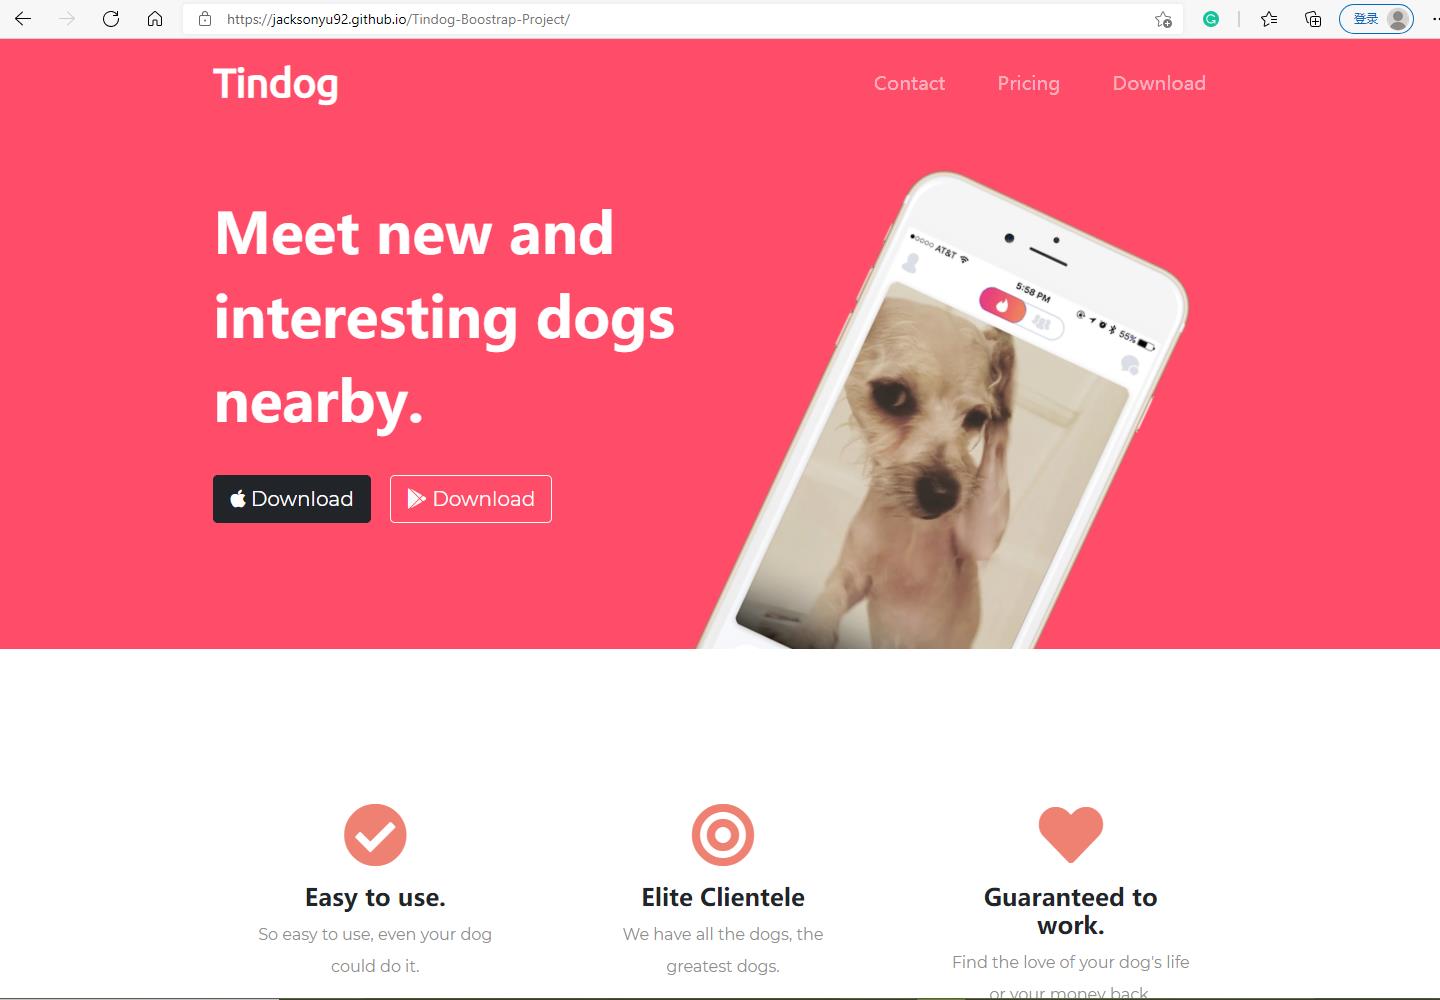 https://jacksonyu92.github.io/Tindog-Boostrap-Project/
登录
Tindog
Contact
Pricing
Download
Meet new and
interesting dogs
nearby.
Download
Download
AT&T
5:58 PM
55%
Easy to use.
So easy to use, even your dog
could do it.
Elite Clientele
We have all the dogs, the
greatest dogs.
Guaranteed to
work.
Find the love of your dog's life
or your money back